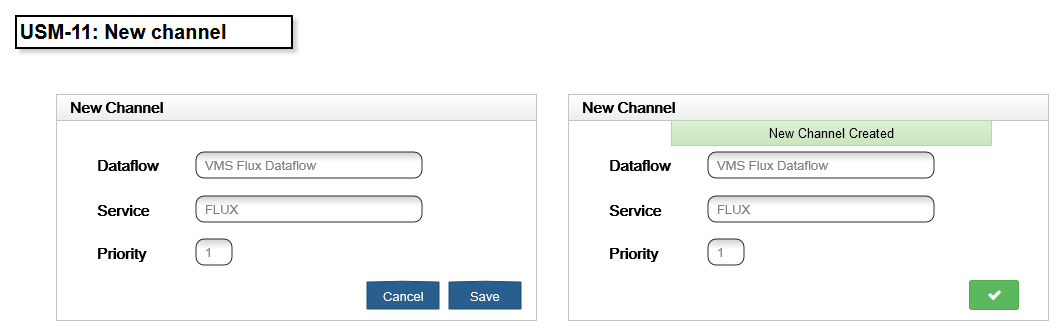 USM-11: New channel
New Channel
Dataflow VMS Flux Dataflow
Service FLUX
Priority 1
Cancel Save
New Channel
New Channel Created
Dataflow VMS Flux Dataflow
Service FLUX
Priority 1